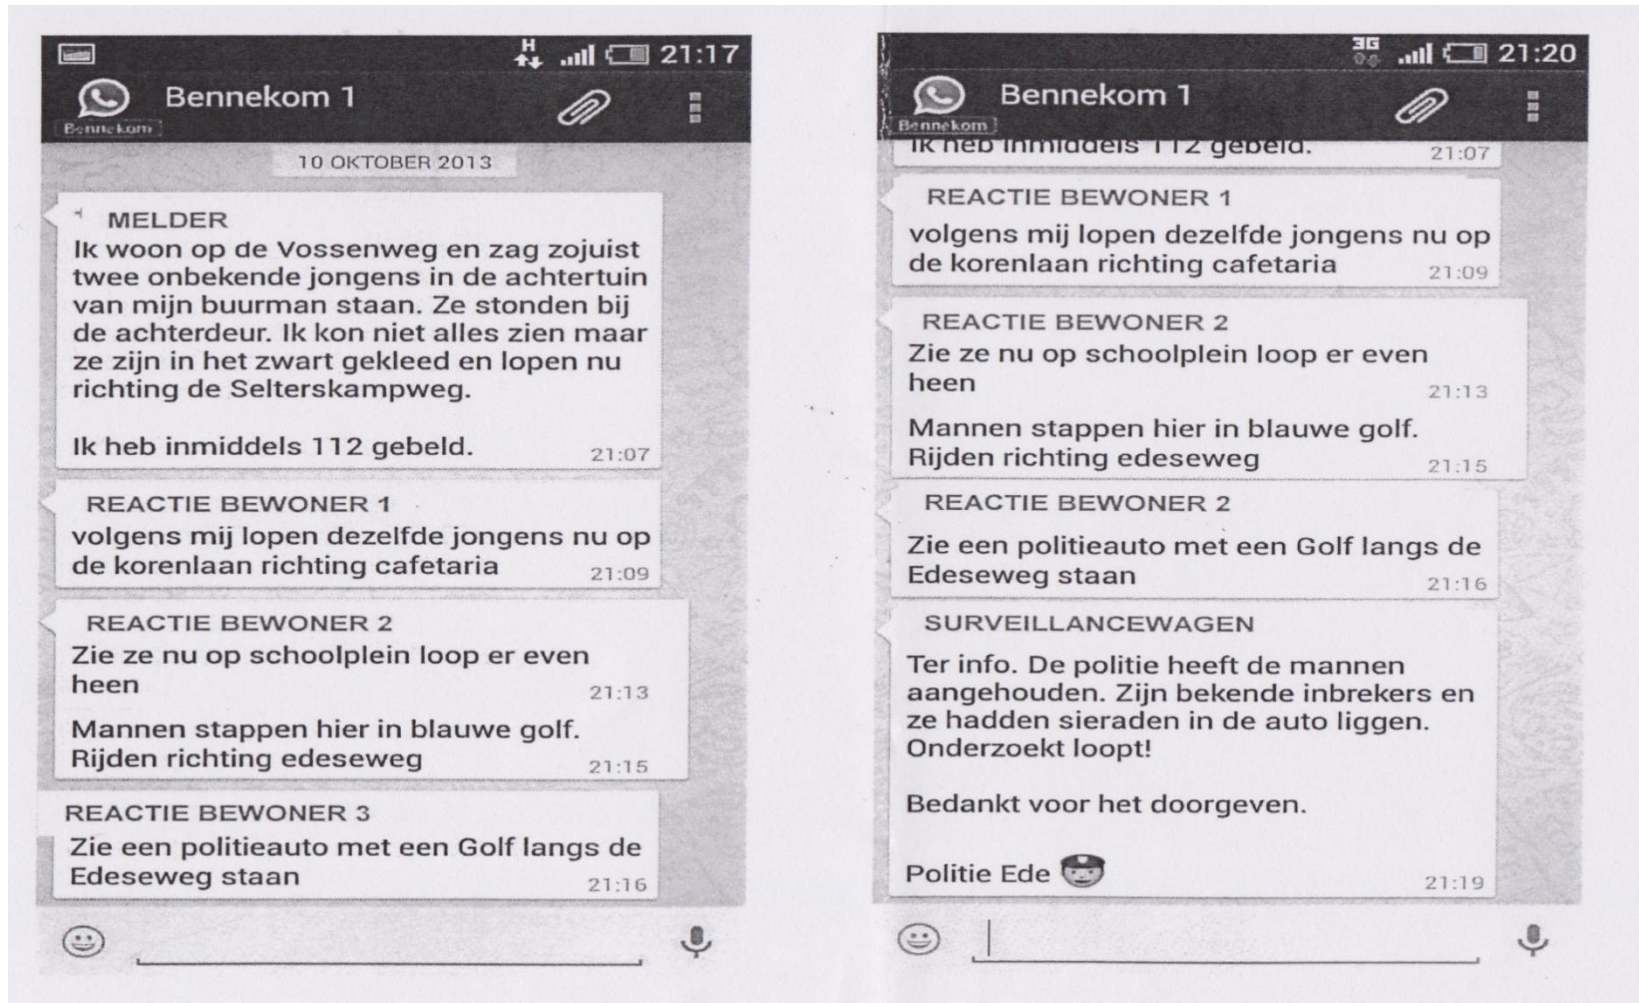 H 21:17
Bennekom 1
Bennekom
10 OKTOBER 2013
MELDER
Ik woon op de Vossenweg en zag zojuist
twee onbekende jongens in de achtertuin
van mijn buurman staan. Ze stonden bij
de achterdeur. Ik kon niet alles zien maar
ze zijn in het zwart gekleed en lopen nu
richting de Selterskampweg.
Ik heb inmiddels 112 gebeld.
21:07
REACTIE BEWONER 1
volgens mij lopen dezelfde jongens nu op
de korenlaan richting cafetaria
21:09
REACTIE BEWONER 2
Zie ze nu op schoolplein loop er even
heen
21:13
Mannen stappen hier in blauwe golf.
Rijden richting edeseweg
21:15
REACTIE BEWONER 3
Zie een politieauto met een Golf langs de
Edeseweg staan
21:16
3G 21:20
Bennekom 1
Bennekom
Ik heb inmiddels 112 gebeld.
21:07
REACTIE BEWONER 1
volgens mij lopen dezelfde jongens nu op
de korenlaan richting cafetaria
21:09
REACTIE BEWONER 2
Zie ze nu op schoolplein loop er even
heen
21:13
Mannen stappen hier in blauwe golf.
Rijden richting edeseweg
21:15
REACTIE BEWONER 2
Zie een politieauto met een Golf langs de
Edeseweg staan
21:16
SURVEILLANCEWAGEN
Ter info. De politie heeft de mannen
aangehouden. Zijn bekende inbrekers en
ze hadden sieraden in de auto liggen.
Onderzoekt loopt!
Bedankt voor het doorgeven.
Politie Ede
21:19